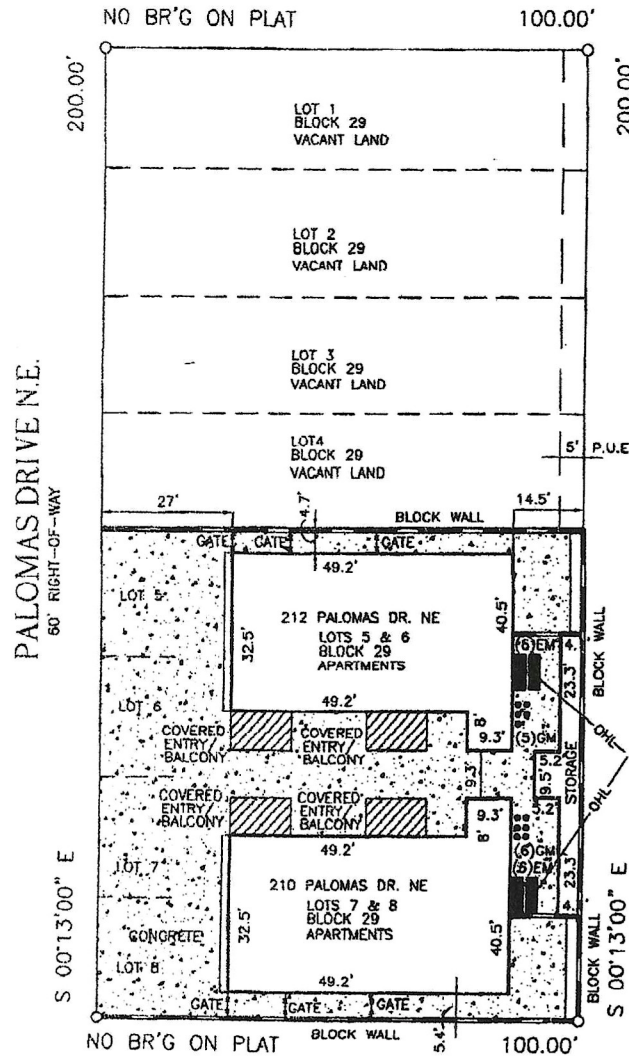 NO BR'G ON PLAT
100.00'
200.00'
200.00'
LOT 1
BLOCK 29
VACANT LAND
LOT 2
BLOCK 29
VACANT LAND
LOT 3
BLOCK 29
VACANT LAND
LOT4
BLOCK 29
VACANT LAND
5' P.U.E
PALOMAS DRIVE N.E.
60' RIGHT-OF-WAY
27'
4.7'
BLOCK WALL
14.5'
GATE
GATE
GATE
49.2'
LOT 5
212 PALOMAS DR. NE
LOTS 5 & 6
BLOCK 29
APARTMENTS
32.5'
40.5'
(6)EM
4.
23.3'
BLOCK WALL
LOT 6
49.2'
COVERED
ENTRY/
BALCONY
COVERED
ENTRY/
BALCONY
8'
9.3'
(5)GM
OHL
5.2'
9.3'
9.5'
STORAGE
COVERED
ENTRY/
BALCONY
COVERED
ENTRY/
BALCONY
9.3'
5.2'
OHL
8'
49.2'
(6)GM
(5)EM
LOT 7
210 PALOMAS DR. NE
LOTS 7 & 8
BLOCK 29
APARTMENTS
32.5'
40.5'
23.3'
4.
CONCRETE
LOT 8
49.2'
GATE
GATE
GATE
BLOCK WALL
5.4'
BLOCK WALL
S 00°13'00" E
S 00°13'00" E
NO BR'G ON PLAT
100.00'